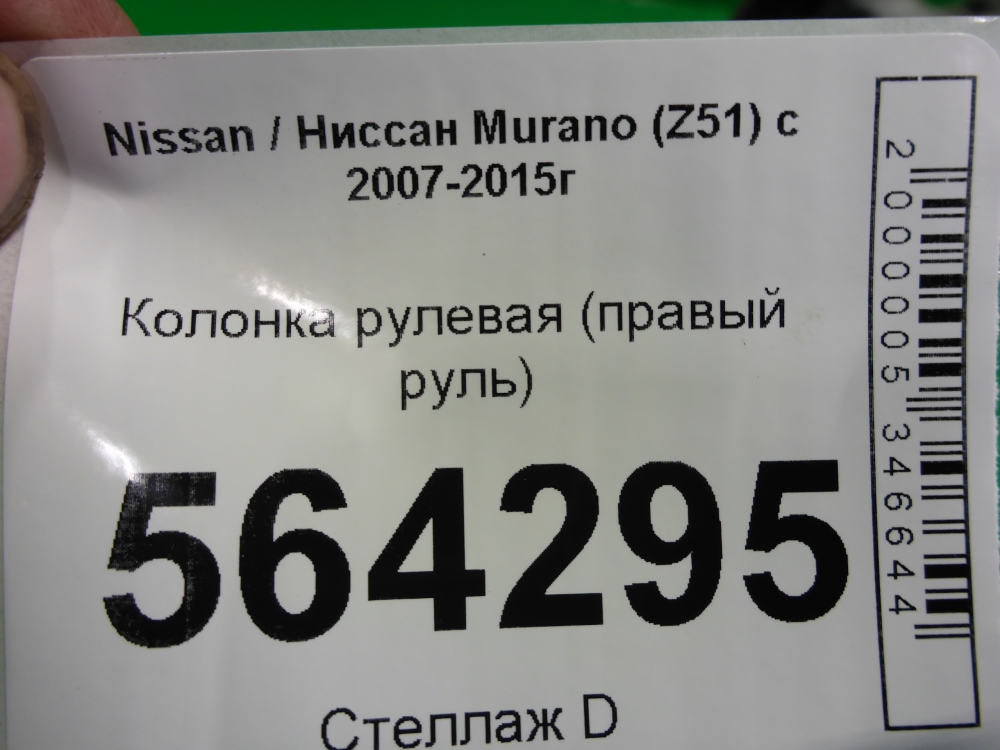 Nissan / Ниссан Murano (Z51) с
2007-2015г
Колонка рулевая (правый
руль)
564295
Стеллаж D
2000005346644